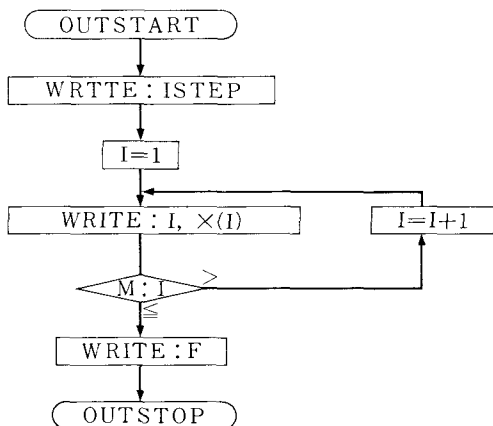 OUTSTART
WRTTE : ISTEP
I=1
WRITE : I, ×(I)
I=I+1
M : I
>
≦
WRITE : F
OUTSTOP